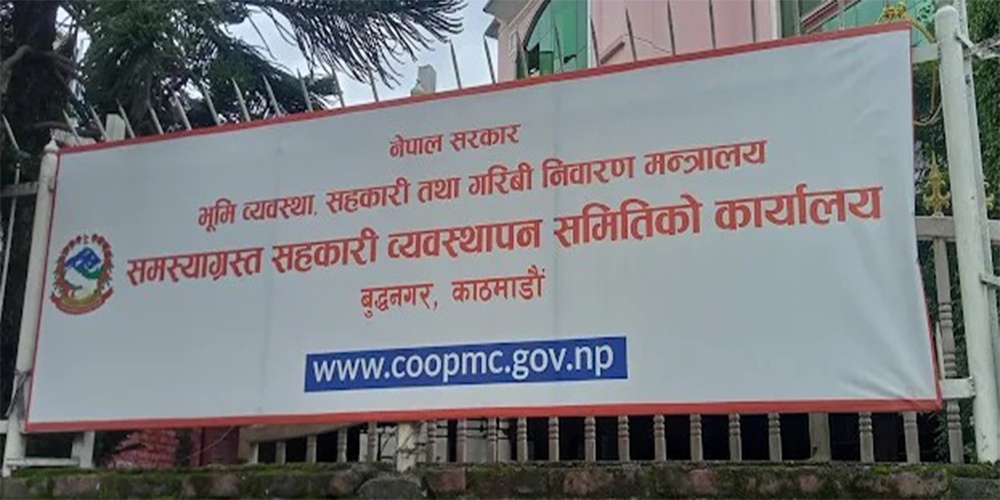 नेपाल सरकार
भूमि व्यवस्था, सहकारी तथा गरिबी निवारण मन्त्रालय
समस्याग्रस्त सहकारी व्यवस्थापन समितिको कार्यालय
बुद्धनगर, काठमाडौं
www.coopmc.gov.np